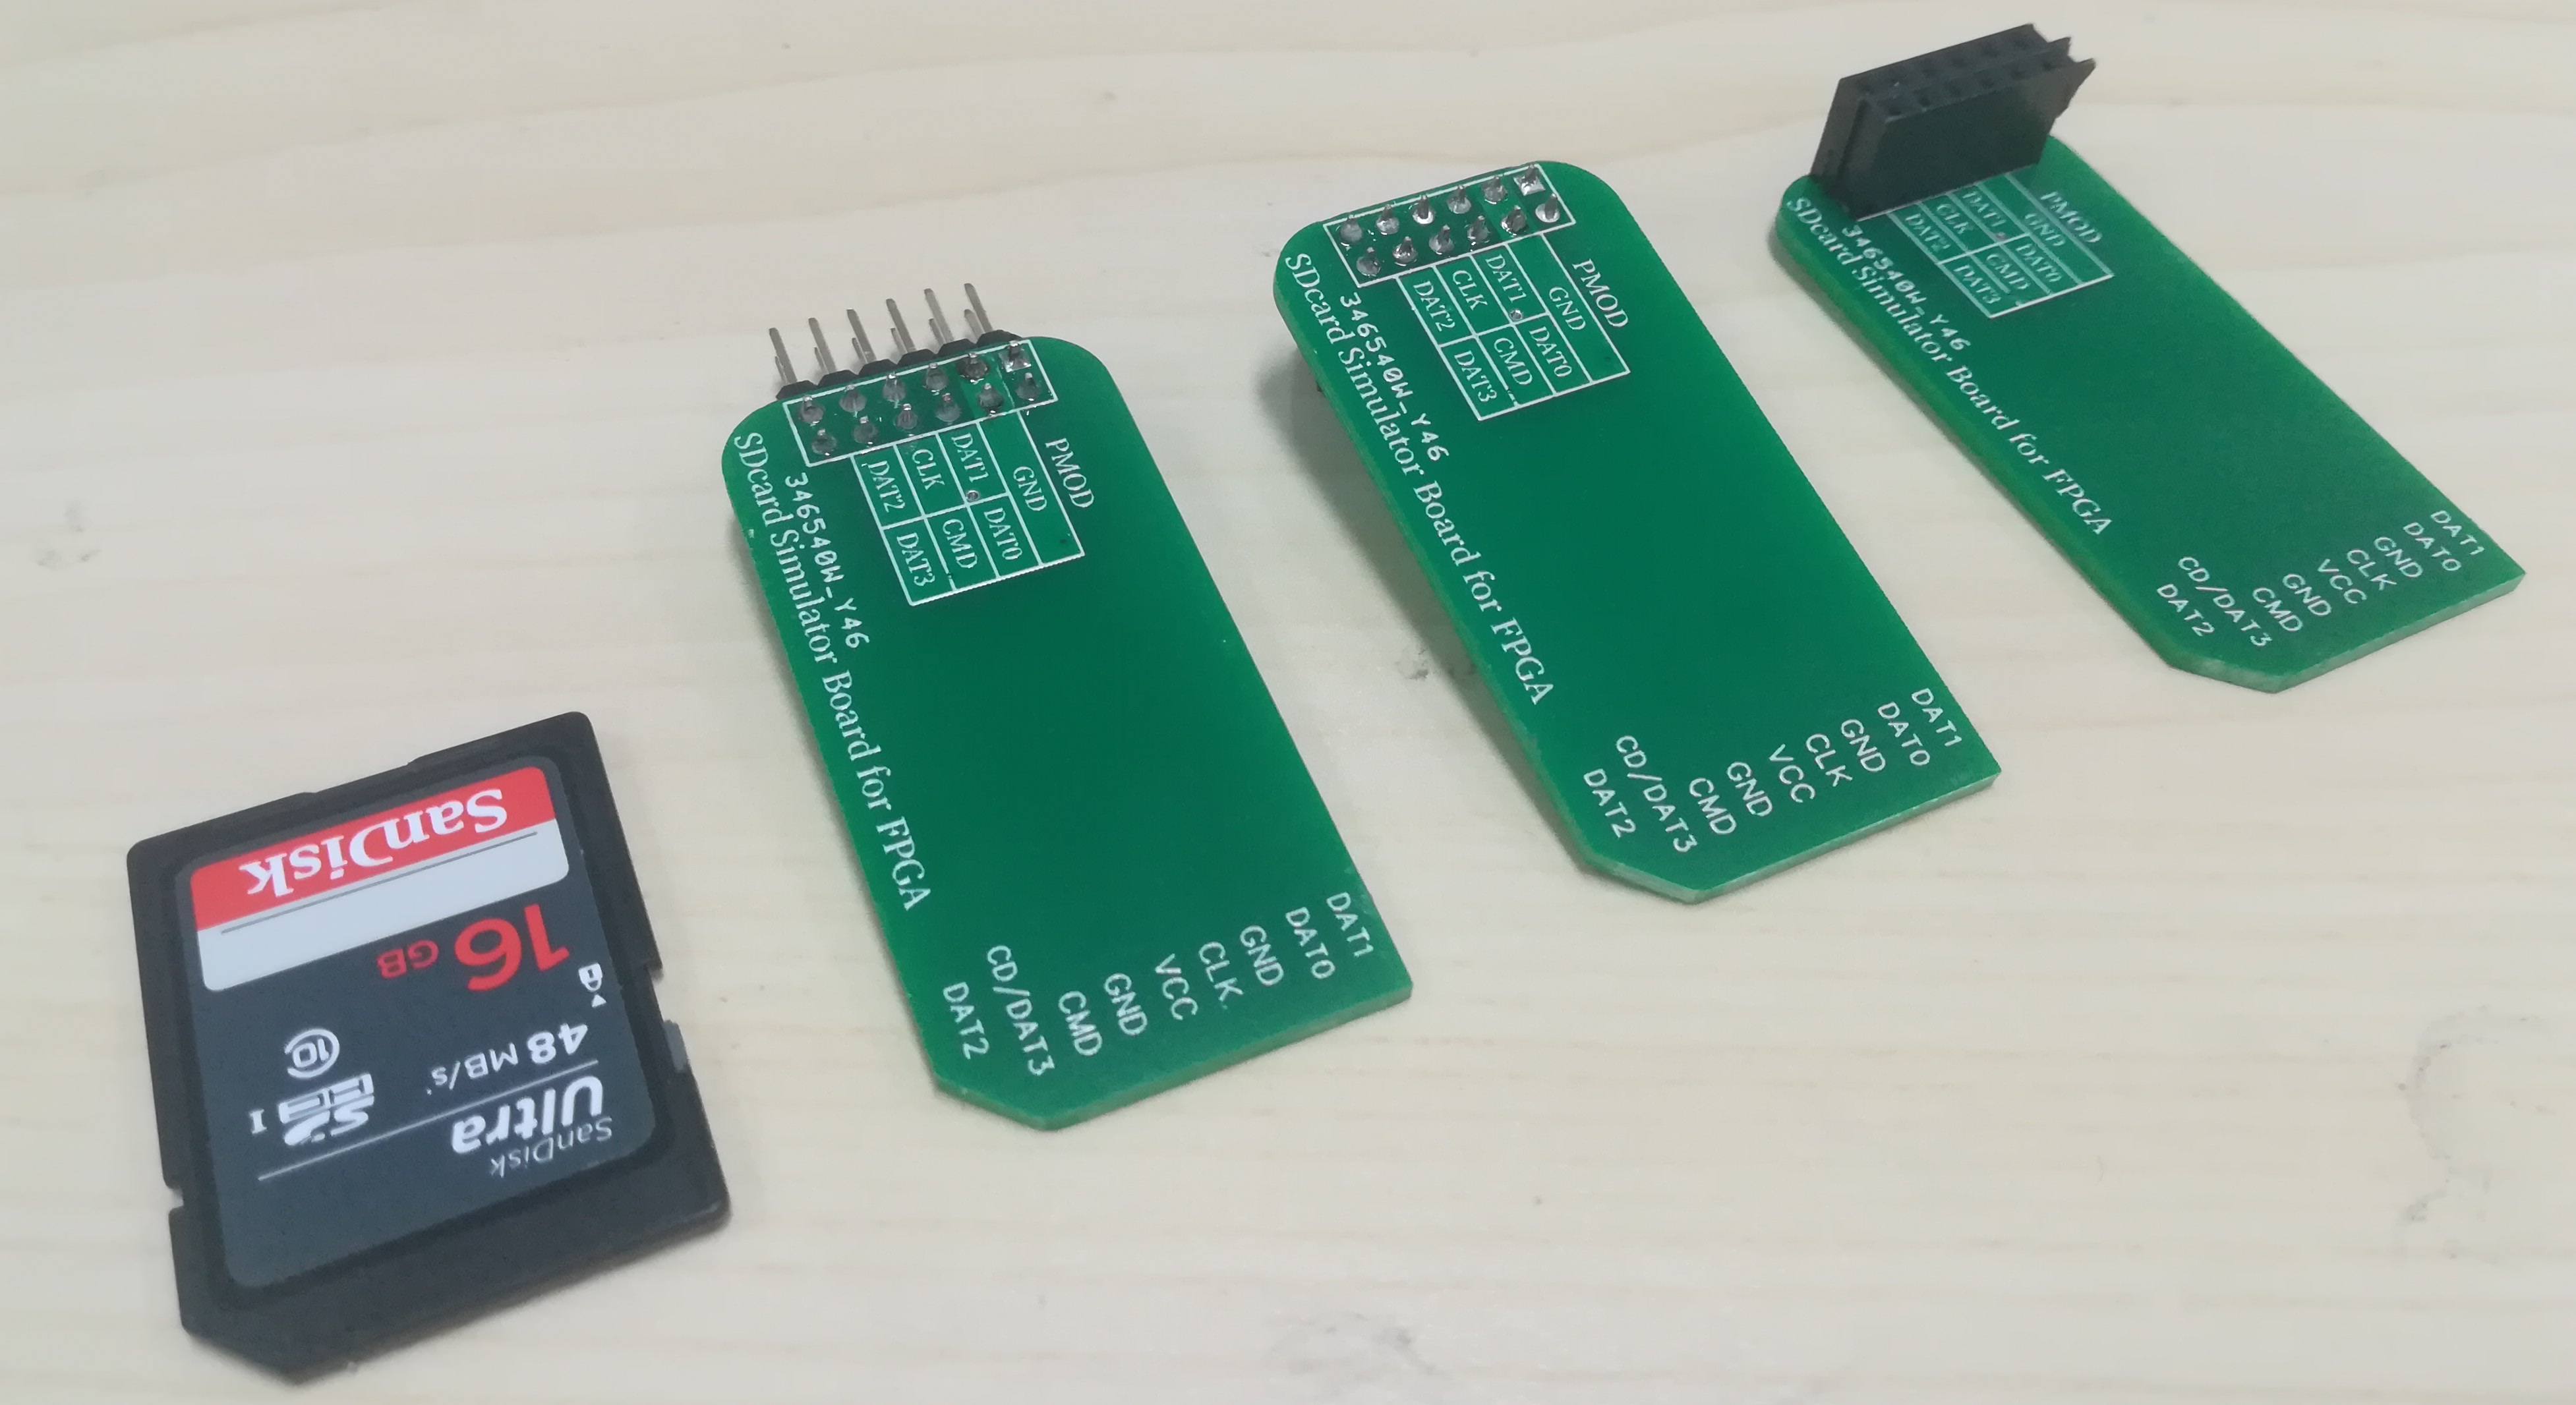 SanDisk
16 GB
48 MB/s
10
I
SanDisk
Ultra
PMOD
GND
DAT1 DAT0
CLK CMD
DAT2 DAT3
346540W_Y46
SDcard Simulator Board for FPGA
DAT2
CD/DAT3
CMD
GND
VCC
CLK
GND
DAT0
DAT1
PMOD
GND
DAT1 DAT0
CLK CMD
DAT2 DAT3
346540W_Y46
SDcard Simulator Board for FPGA
DAT2
CD/DAT3
CMD
GND
VCC
CLK
GND
DAT0
DAT1
PMOD
GND
DAT1 DAT0
CLK CMD
DAT2 DAT3
346540W_Y46
SDcard Simulator Board for FPGA
DAT2
CD/DAT3
CMD
GND
VCC
CLK
GND
DAT0
DAT1